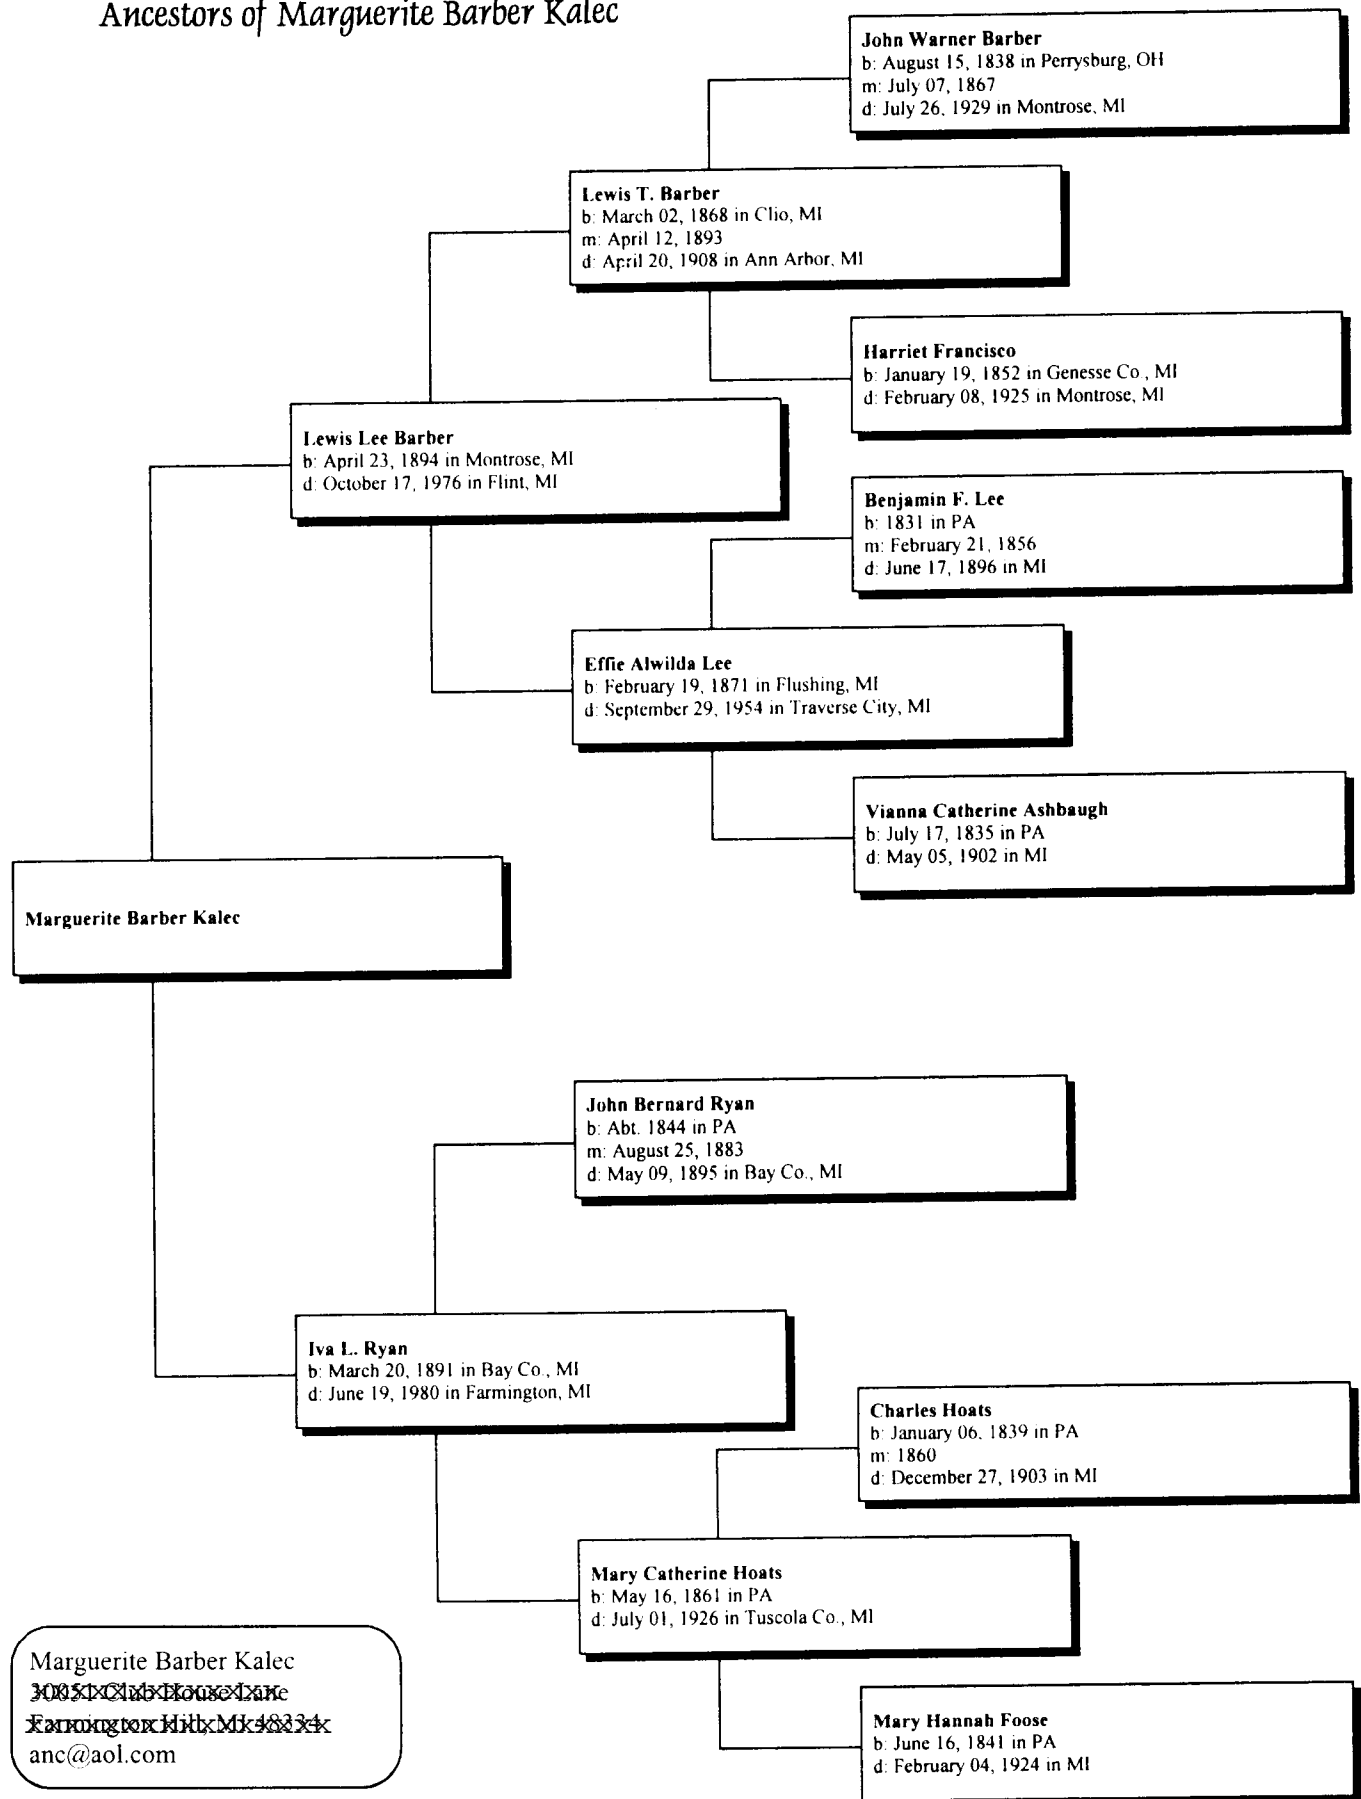 Ancestors of Marguerite Barber Kalec
John Warner Barber
b: August 15, 1838 in Perrysburg, OH
m: July 07, 1867
d: July 26, 1929 in Montrose, MI
Lewis T. Barber
b: March 02, 1868 in Clio, MI
m: April 12, 1893
d: April 20, 1908 in Ann Arbor, MI
Harriet Francisco
b: January 19, 1852 in Genesse Co., MI
d: February 08, 1925 in Montrose, MI
Lewis Lee Barber
b: April 23, 1894 in Montrose, MI
d: October 17, 1976 in Flint, MI
Benjamin F. Lee
b: 1831 in PA
m: February 21, 1856
d: June 17, 1896 in MI
Effie Alwilda Lee
b: February 19, 1871 in Flushing, MI
d: September 29, 1954 in Traverse City, MI
Vianna Catherine Ashbaugh
b: July 17, 1835 in PA
d: May 05, 1902 in MI
Marguerite Barber Kalec
John Bernard Ryan
b: Abt. 1844 in PA
m: August 25, 1883
d: May 09, 1895 in Bay Co., MI
Iva L. Ryan
b: March 20, 1891 in Bay Co., MI
d: June 19, 1980 in Farmington, MI
Charles Hoats
b: January 06, 1839 in PA
m: 1860
d: December 27, 1903 in MI
Mary Catherine Hoats
b: May 16, 1861 in PA
d: July 01, 1926 in Tuscola Co., MI
Mary Hannah Foose
b: June 16, 1841 in PA
d: February 04, 1924 in MI
Marguerite Barber Kalec
anc@aol.com